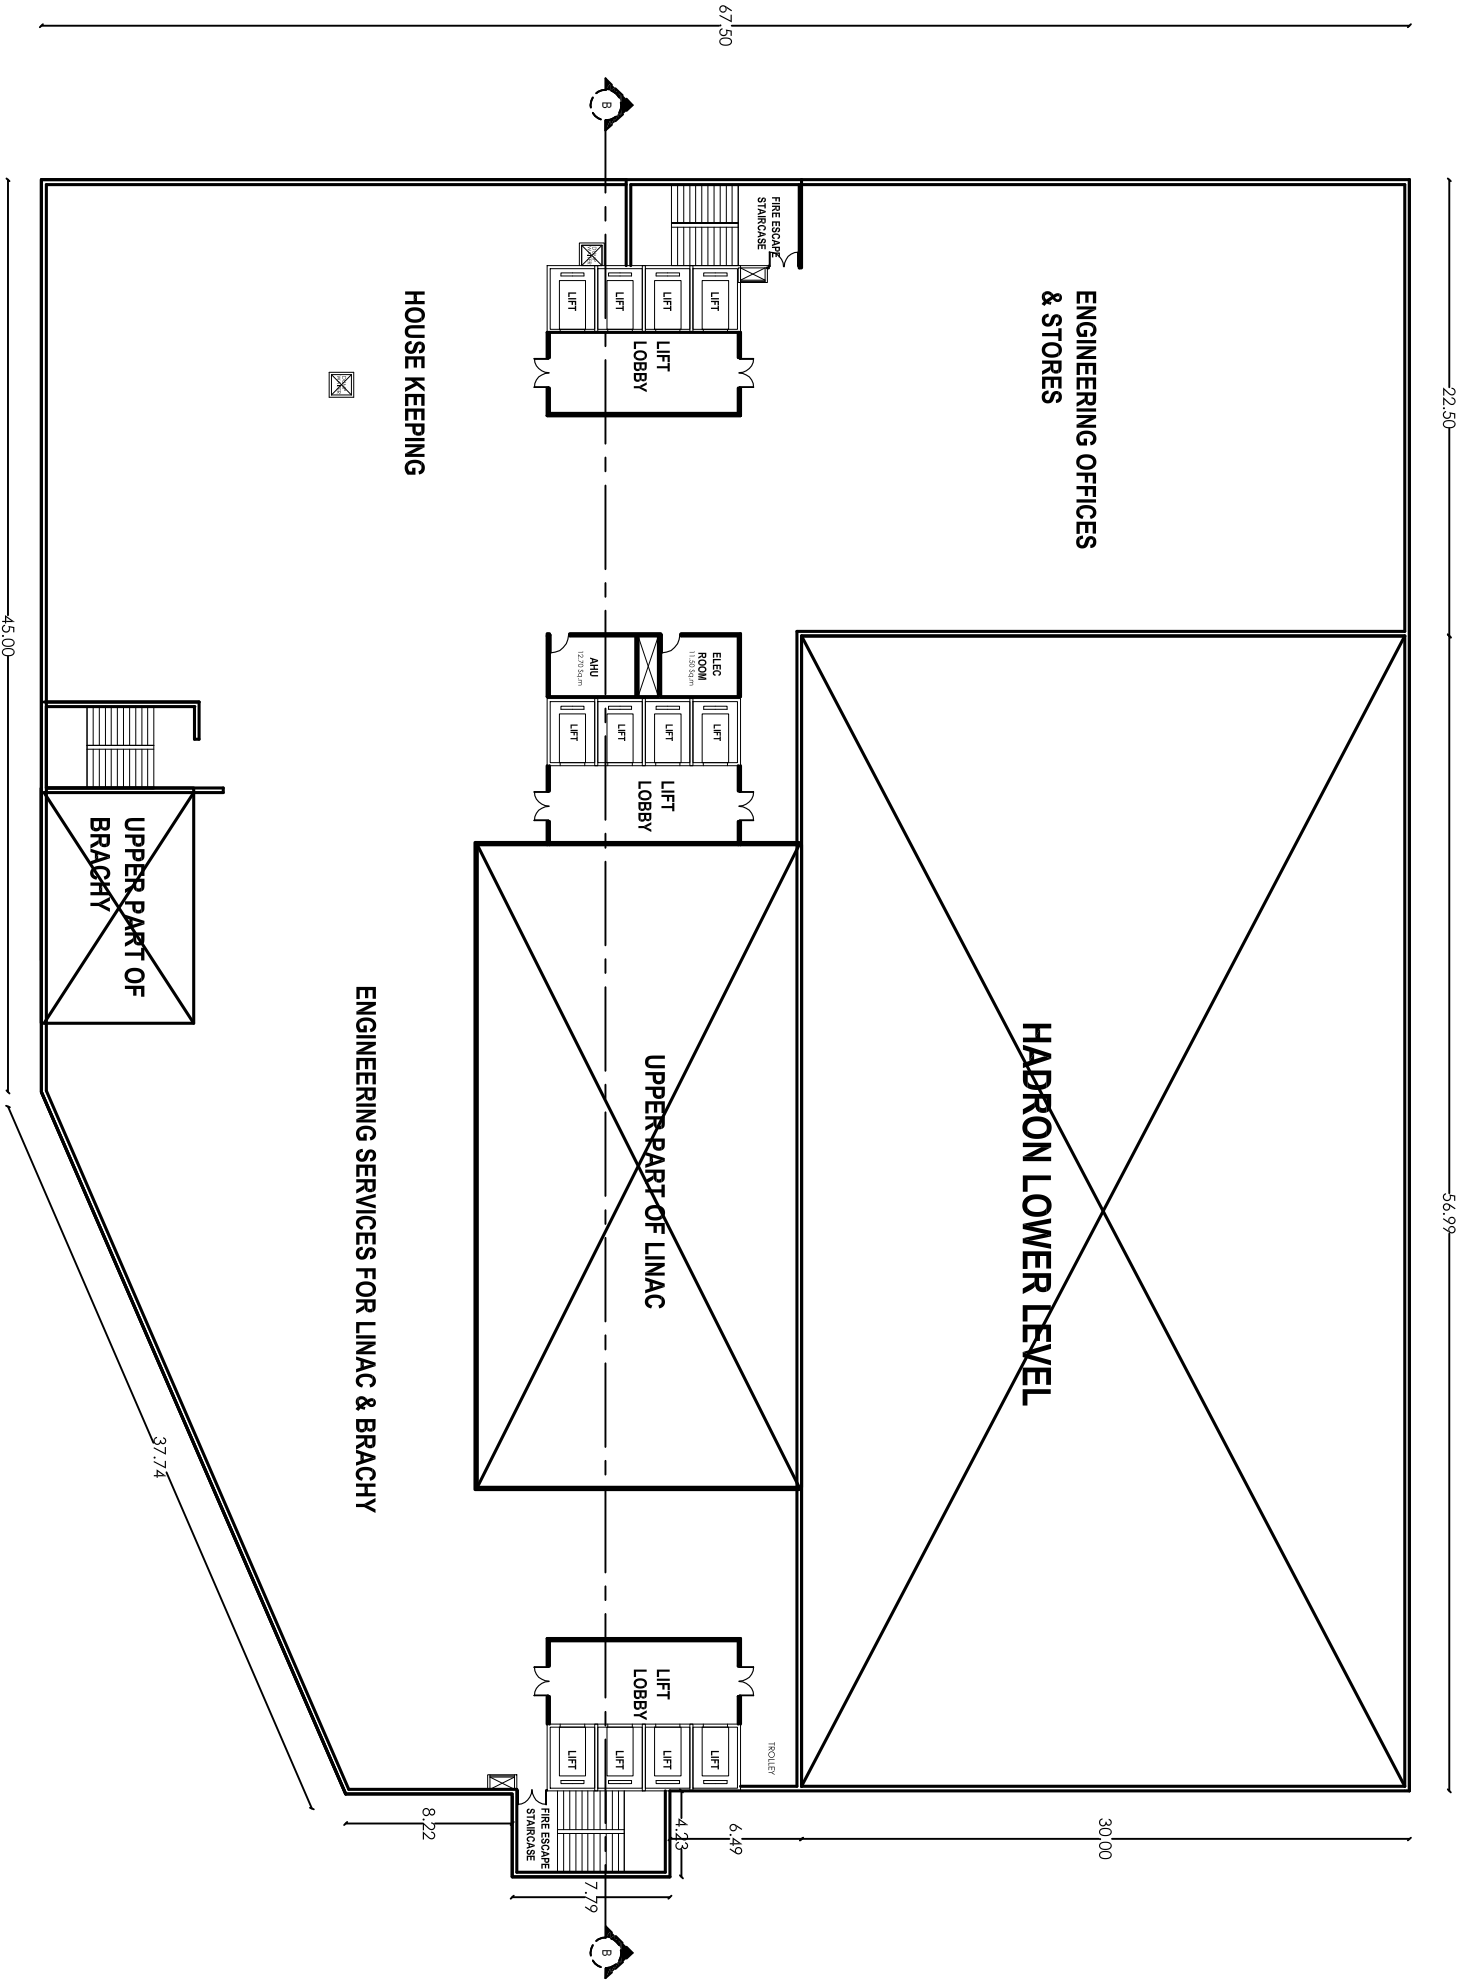 67.50
22.50
56.99
ENGINEERING OFFICES
& STORES
FIRE ESCAPE
STAIRCASE
LIFT
LIFT
LIFT
LIFT
LIFT
LOBBY
HOUSE KEEPING
B
ELEC
ROOM
11.50 Sq.m
AHU
12.70 Sq.m
LIFT
LIFT
LIFT
LIFT
LIFT
LOBBY
HADRON LOWER LEVEL
UPPER PART OF LINAC
UPPER PART OF
BRACHY
ENGINEERING SERVICES FOR LINAC & BRACHY
LIFT
LOBBY
LIFT
LIFT
LIFT
LIFT
TROLLEY
FIRE ESCAPE
STAIRCASE
30.00
6.49
4.23
7.79
8.22
B
45.00
37.74